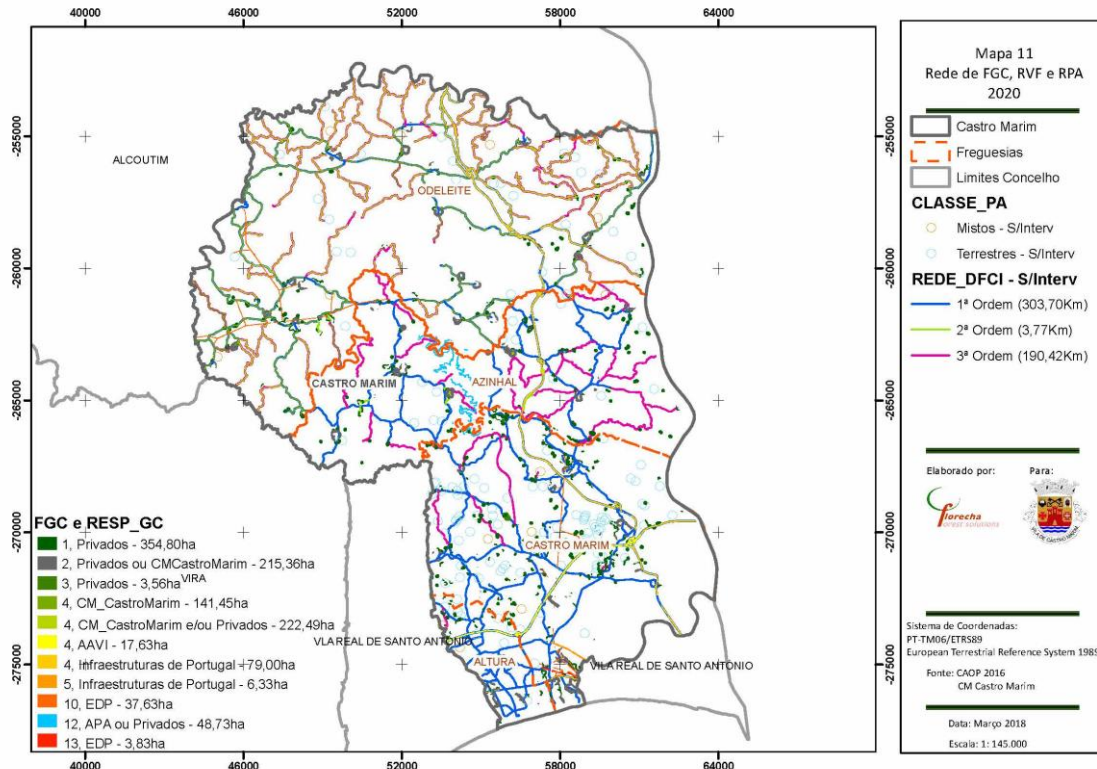 40000 46000 52000 58000 64000
Mapa 11
Rede de FGC, RVF e RPA
2020
Castro Marim
Freguesias
Limites Concelho
CLASSE_PA
Mistos - S/Interv
Terrestres - S/Interv
REDE_DFCI - S/Interv
1ª Ordem (303,70Km)
2ª Ordem (3,77Km)
3ª Ordem (190,42Km)
Elaborado por:
Para:
florecha
forest solutions
VILA DE CASTRO MARIM
Sistema de Coordenadas:
PT-TM06/ETRS89
European Terrestrial Reference System 1989
Fonte: CAOP 2016
CM Castro Marim
Data: Março 2018
Escala: 1: 145.000
-255000
-260000
-265000
-270000
-275000
-255000
-260000
-265000
-270000
-275000
ALCOUTIM
ODELEITE
CASTRO MARIM
AZINHAL
CASTRO MARIM
VILA REAL DE SANTO ANTÓNIO
ALTURA
VILA REAL DE SANTO ANTÓNIO
FGC e RESP_GC
1, Privados - 354,80ha
2, Privados ou CMCastroMarim - 215,36ha
3, Privados - 3,56ha
VIRA
4, CM_CastroMarim - 141,45ha
4, CM_CastroMarim e/ou Privados - 222,49ha
4, AAVI - 17,63ha
4, Infraestruturas de Portugal - 79,00ha
5, Infraestruturas de Portugal - 6,33ha
10, EDP - 37,63ha
12, APA ou Privados - 48,73ha
13, EDP - 3,83ha
40000 46000 52000 58000 64000